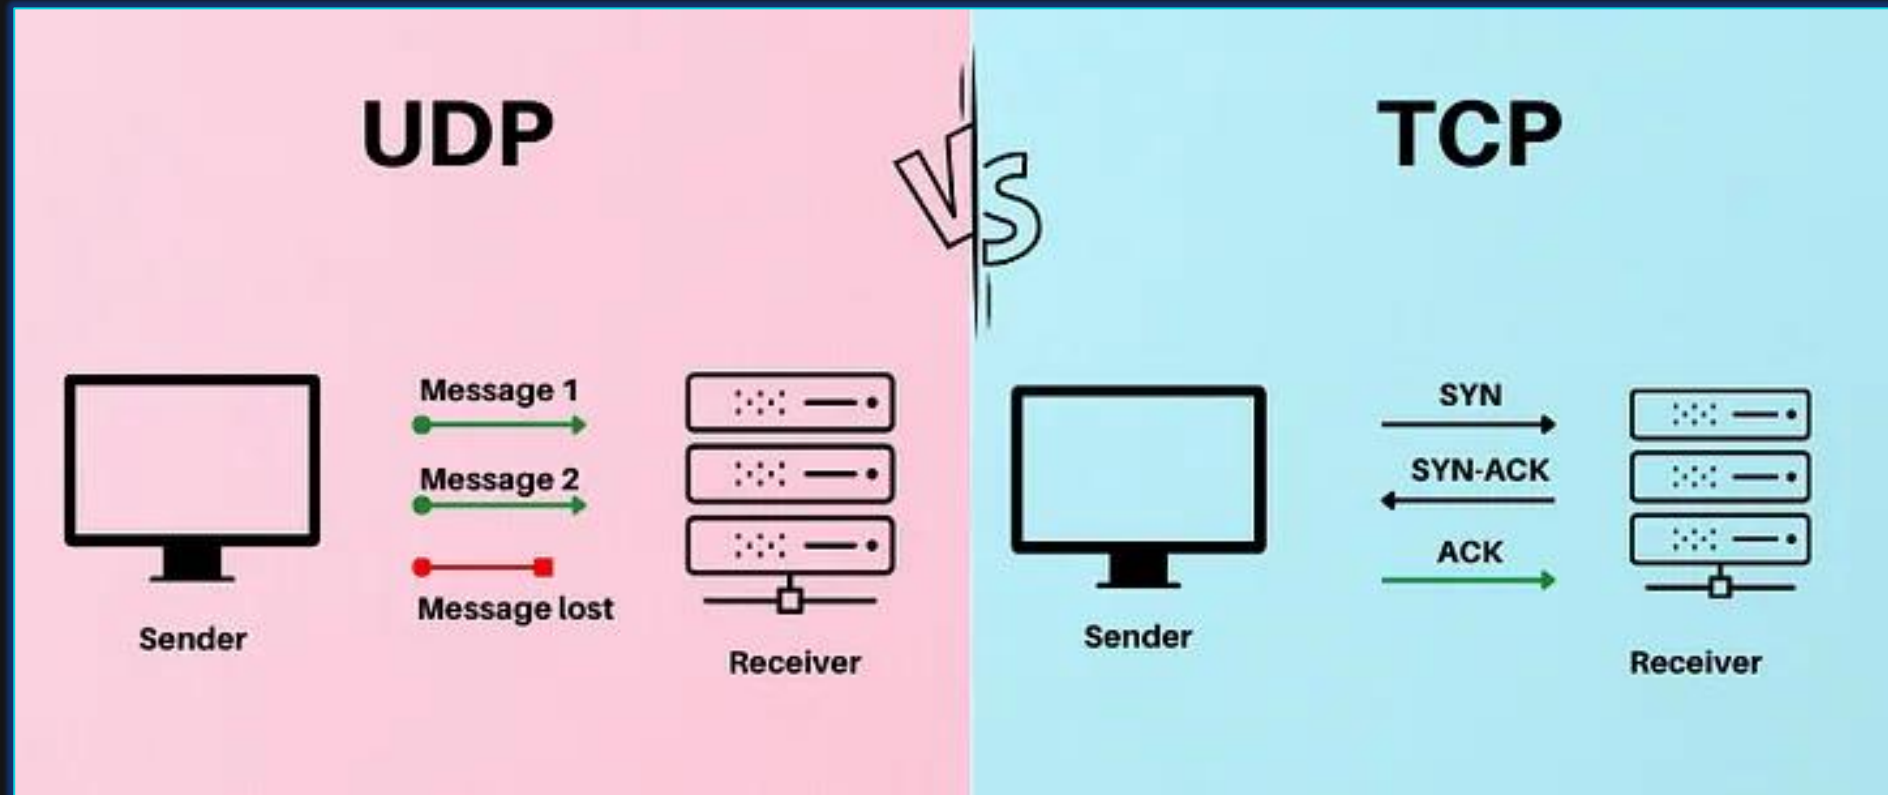 UDP
VS
TCP
Message 1
Message 2
Message lost
Sender
Receiver
SYN
SYN-ACK
ACK
Sender
Receiver